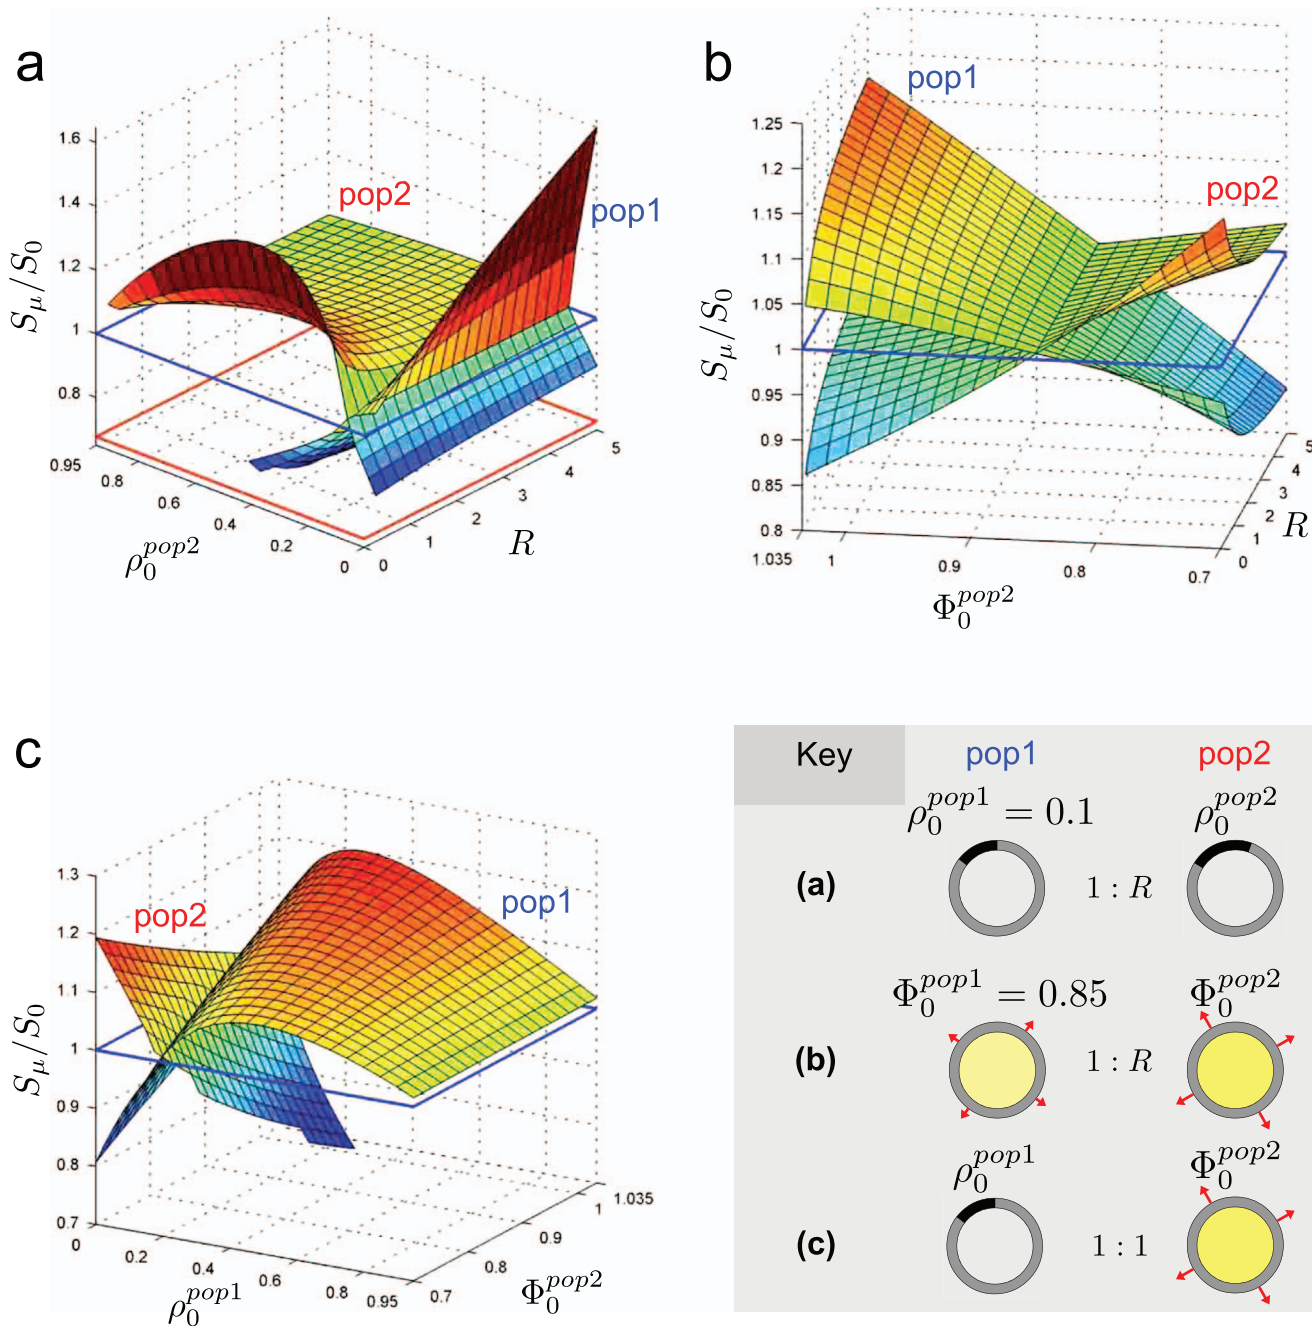 a
pop2
pop1
1.6
1.4
1.2
1
0.8
S_μ/S_0
0.95
0.8
0.6
0.4
0.2
0
ρ_0^{pop2}
0
1
2
3
4
5
R
b
pop1
pop2
1.25
1.2
1.15
1.1
1.05
1
0.95
0.9
0.85
0.8
S_μ/S_0
1.035
1
0.9
0.8
0.7
Φ_0^{pop2}
0
1
2
3
4
5
R
c
pop2
pop1
1.3
1.2
1.1
1
0.9
0.8
0.7
S_μ/S_0
0
0.2
0.4
0.6
0.8
0.95
ρ_0^{pop1}
0.7
0.8
0.9
1
1.035
Φ_0^{pop2}
Key
pop1
pop2
ρ_0^{pop1} = 0.1
ρ_0^{pop2}
(a)
1 : R
Φ_0^{pop1} = 0.85
Φ_0^{pop2}
(b)
1 : R
ρ_0^{pop1}
Φ_0^{pop2}
(c)
1 : 1